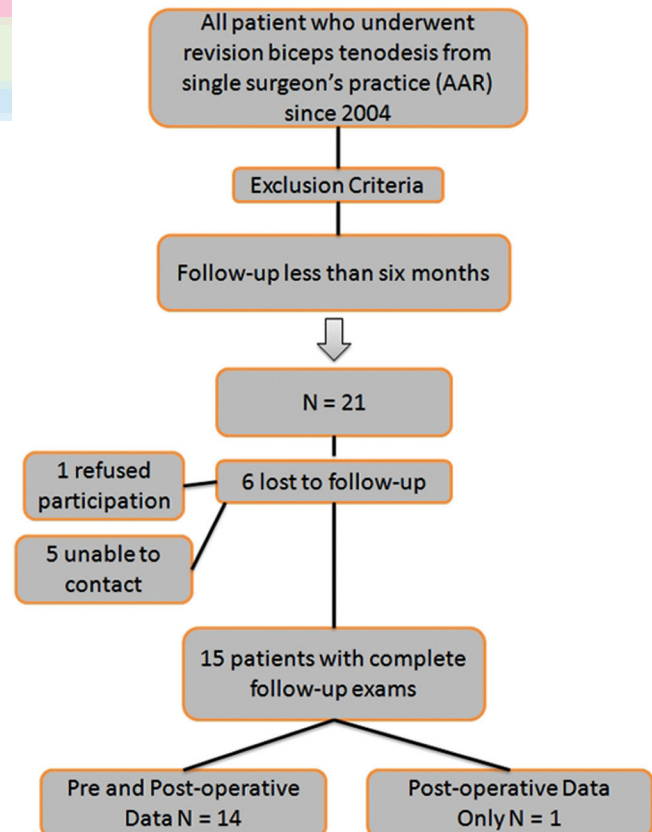 All patient who underwent
revision biceps tenodesis from
single surgeon's practice (AAR)
since 2004
Exclusion Criteria
Follow-up less than six months
N = 21
1 refused
participation
6 lost to follow-up
5 unable to
contact
15 patients with complete
follow-up exams
Pre and Post-operative
Data N = 14
Post-operative Data
Only N = 1